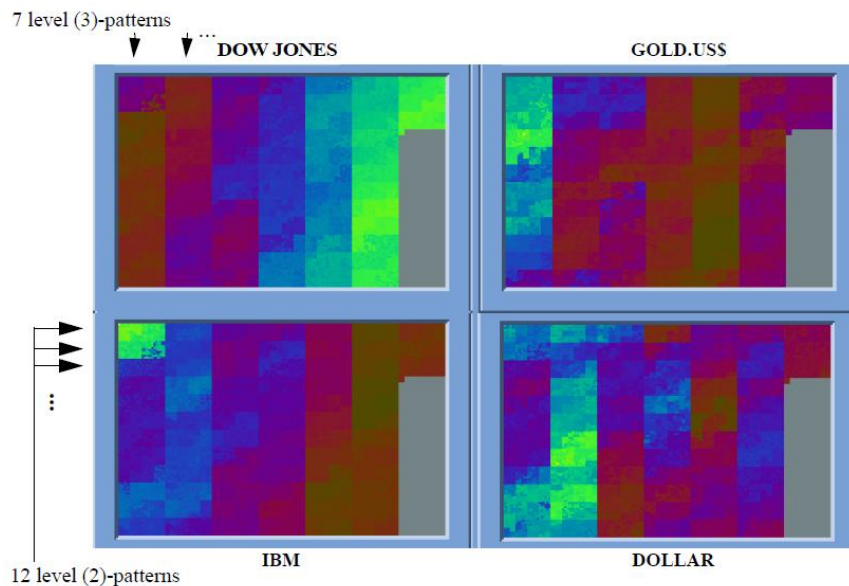 7 level (3)-patterns
...
DOW JONES
GOLD.US$
...
IBM
DOLLAR
12 level (2)-patterns